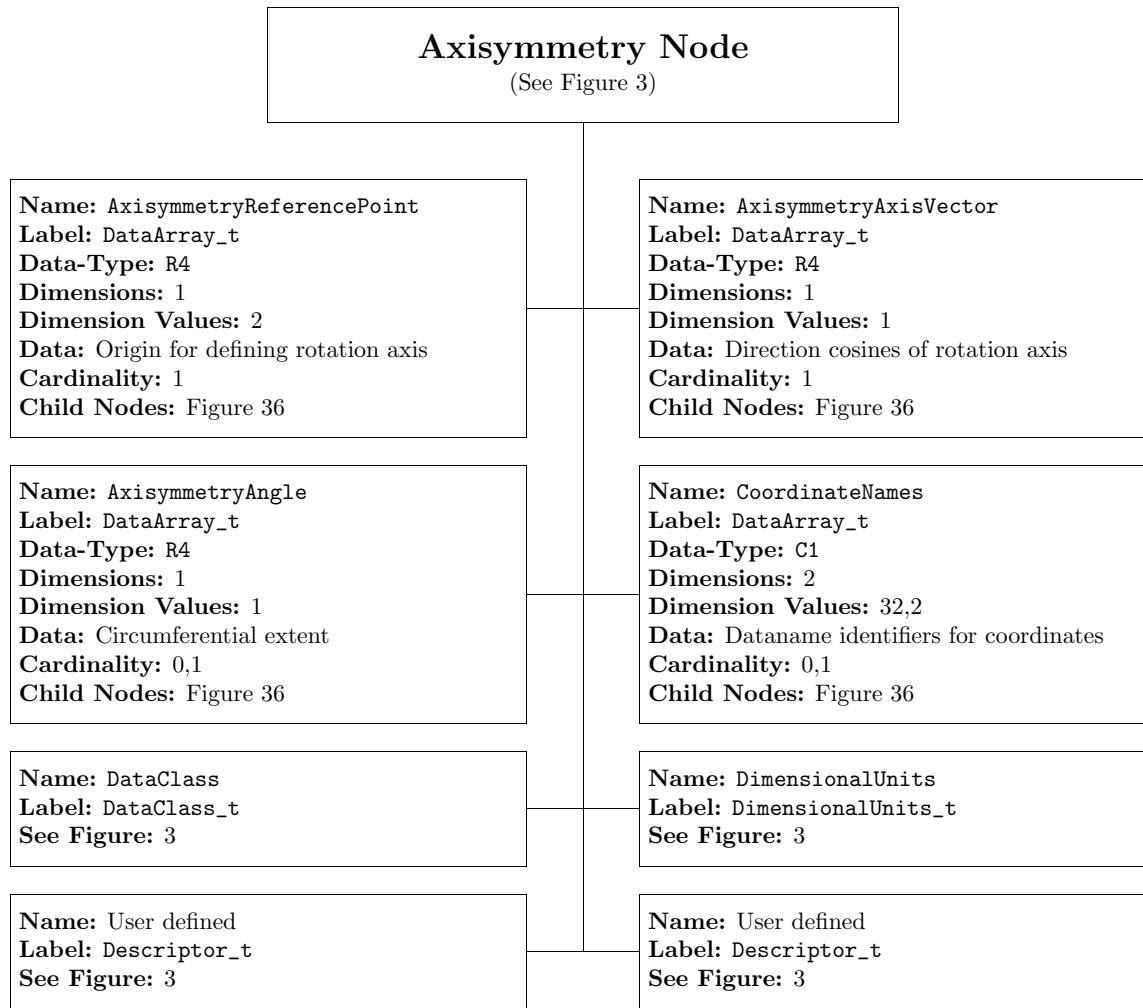 Axisymmetry Node
(See Figure 3)
Name: AxisymmetryReferencePoint
Label: DataArray_t
Data-Type: R4
Dimensions: 1
Dimension Values: 2
Data: Origin for defining rotation axis
Cardinality: 1
Child Nodes: Figure 36
Name: AxisymmetryAxisVector
Label: DataArray_t
Data-Type: R4
Dimensions: 1
Dimension Values: 1
Data: Direction cosines of rotation axis
Cardinality: 1
Child Nodes: Figure 36
Name: AxisymmetryAngle
Label: DataArray_t
Data-Type: R4
Dimensions: 1
Dimension Values: 1
Data: Circumferential extent
Cardinality: 0,1
Child Nodes: Figure 36
Name: CoordinateNames
Label: DataArray_t
Data-Type: C1
Dimensions: 2
Dimension Values: 32,2
Data: Dataname identifiers for coordinates
Cardinality: 0,1
Child Nodes: Figure 36
Name: DataClass
Label: DataClass_t
See Figure: 3
Name: DimensionalUnits
Label: DimensionalUnits_t
See Figure: 3
Name: User defined
Label: Descriptor_t
See Figure: 3
Name: User defined
Label: Descriptor_t
See Figure: 3